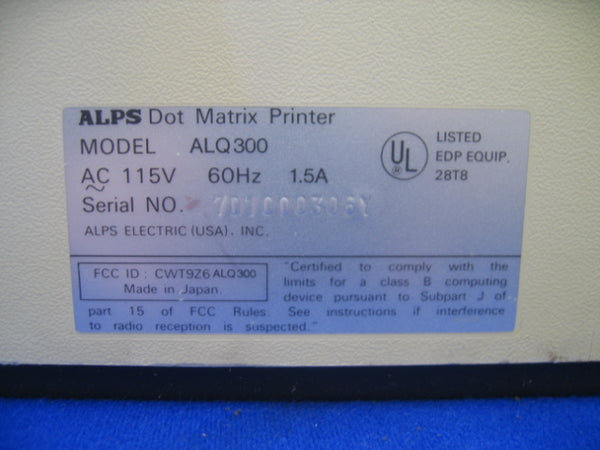 ALPS Dot Matrix Printer
MODEL ALQ300
AC 115V 60Hz 1.5A
Serial NO.
ALPS ELECTRIC (USA), INC.
UL
LISTED
EDP EQUIP.
28T8
FCC ID : CWT9Z6 ALQ300
Made in Japan.
"Certified to comply with the
limits for a class B computing
device pursuant to Subpart J of
part 15 of FCC Rules. See instructions if interference
to radio reception is suspected."